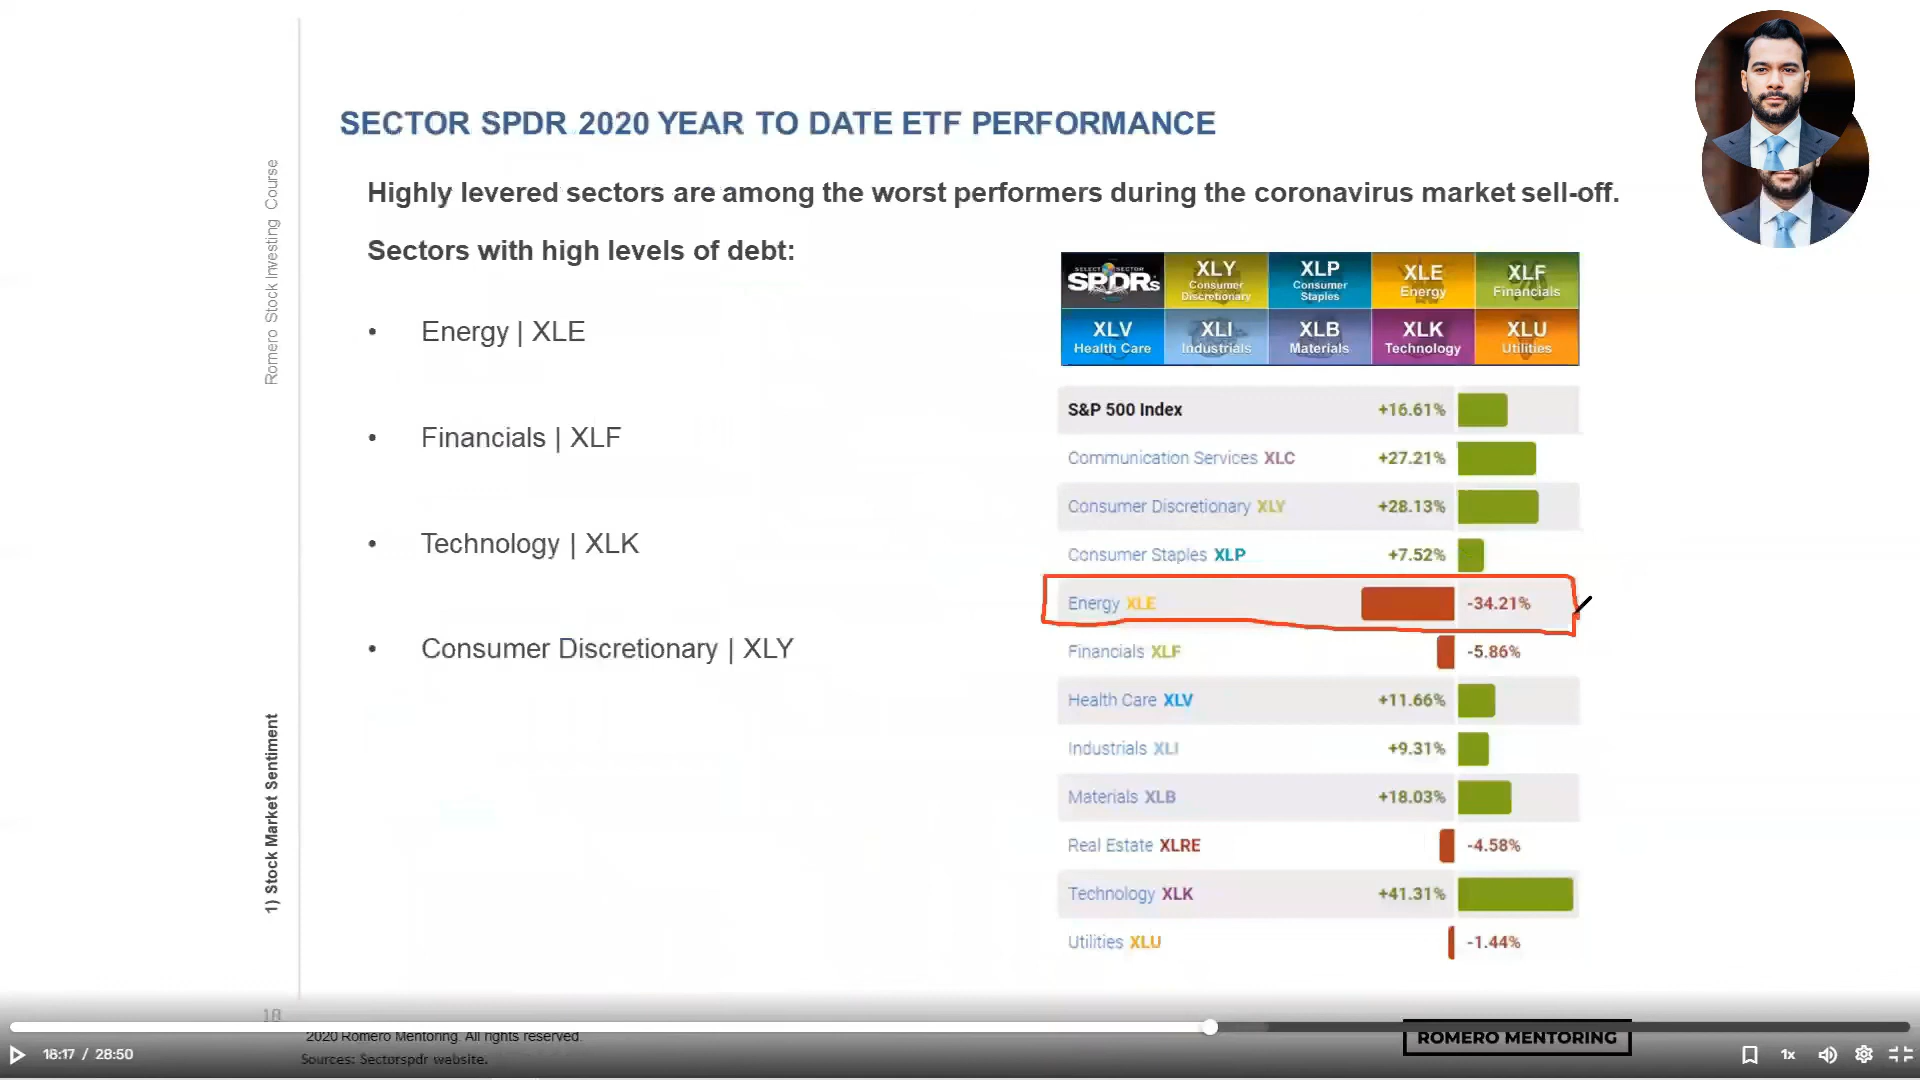 SECTOR SPDR 2020 YEAR TO DATE ETF PERFORMANCE
Romero Stock Investing Course
Highly levered sectors are among the worst performers during the coronavirus market sell-off.
Sectors with high levels of debt:
• Energy | XLE
• Financials | XLF
• Technology | XLK
• Consumer Discretionary | XLY
1) Stock Market Sentiment
SELECT SECTOR
SPDRs
XLY
Consumer
Discretionary
XLP
Consumer
Staples
XLE
Energy
XLF
Financials
XLV
Health Care
XLI
Industrials
XLB
Materials
XLK
Technology
XLU
Utilities
S&P 500 Index +16.61%
Communication Services XLC +27.21%
Consumer Discretionary XLY +28.13%
Consumer Staples XLP +7.52%
Energy XLE -34.21%
Financials XLF -5.86%
Health Care XLV +11.66%
Industrials XLI +9.31%
Materials XLB +18.03%
Real Estate XLRE -4.58%
Technology XLK +41.31%
Utilities XLU -1.44%
2020 Romero Mentoring. All rights reserved.
Sources: Sectorspdr website.
ROMERO MENTORING
18:17 / 28:50
1x